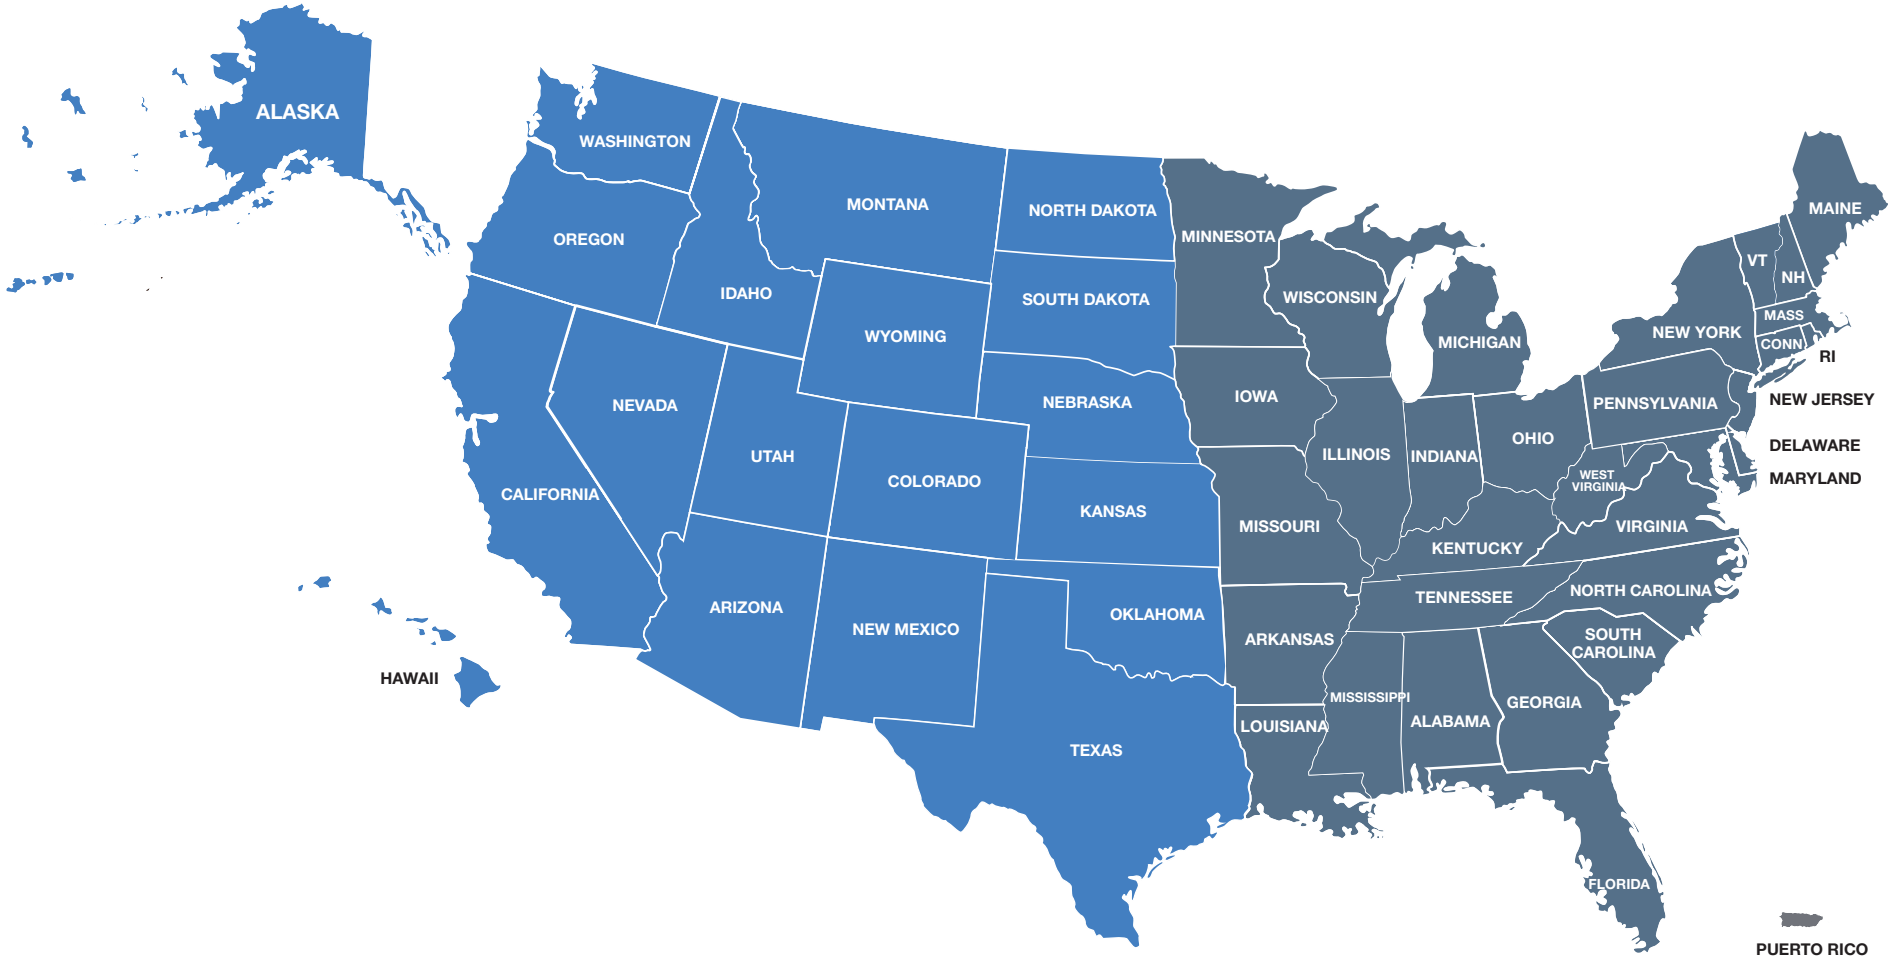 ALASKA
WASHINGTON
MONTANA
NORTH DAKOTA
MINNESOTA
MAINE
OREGON
IDAHO
SOUTH DAKOTA
WISCONSIN
VT
NH
WYOMING
MICHIGAN
NEW YORK
MASS
CONN
RI
NEVADA
NEBRASKA
IOWA
PENNSYLVANIA
NEW JERSEY
UTAH
COLORADO
ILLINOIS
INDIANA
OHIO
DELAWARE
MARYLAND
WEST
VIRGINIA
CALIFORNIA
KANSAS
MISSOURI
KENTUCKY
VIRGINIA
ARIZONA
NEW MEXICO
OKLAHOMA
ARKANSAS
TENNESSEE
NORTH CAROLINA
SOUTH
CAROLINA
HAWAII
TEXAS
LOUISIANA
MISSISSIPPI
ALABAMA
GEORGIA
FLORIDA
PUERTO RICO